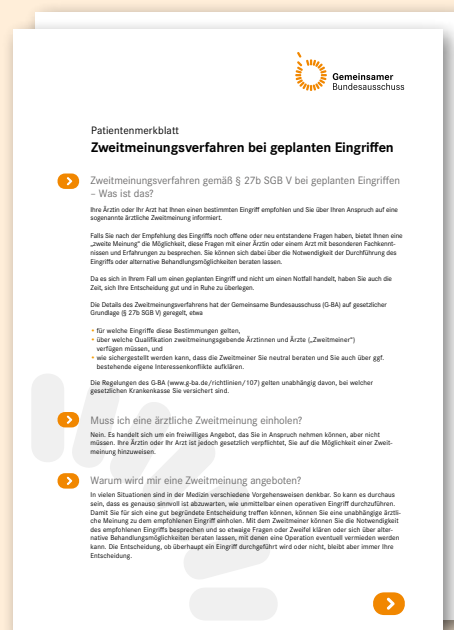 Gemeinsamer
Bundesausschuss
Patientenmerkblatt
Zweitmeinungsverfahren bei geplanten Eingriffen
Zweitmeinungsverfahren gemäß § 27b SGB V bei geplanten Eingriffen
– Was ist das?
Ihre Ärztin oder Ihr Arzt hat Ihnen einen bestimmten Eingriff empfohlen und Sie über Ihren Anspruch auf eine
sogenannte ärztliche Zweitmeinung informiert.
Falls Sie nach der Empfehlung des Eingriffs noch offene oder neu entstandene Fragen haben, bietet Ihnen eine
„zweite Meinung“ die Möglichkeit, diese Fragen mit einer Ärztin oder einem Arzt mit besonderen Fachkennt-
nissen und Erfahrungen zu besprechen. Sie können sich dabei über die Notwendigkeit der Durchführung des
Eingriffs oder alternative Behandlungsmöglichkeiten beraten lassen.
Da es sich in Ihrem Fall um einen geplanten Eingriff und nicht um einen Notfall handelt, haben Sie auch die
Zeit, sich Ihre Entscheidung gut und in Ruhe zu überlegen.
Die Details des Zweitmeinungsverfahrens hat der Gemeinsame Bundesausschuss (G-BA) auf gesetzlicher
Grundlage (§ 27b SGB V) geregelt, etwa
• für welche Eingriffe diese Bestimmungen gelten,
• über welche Qualifikation zweitmeinungsgebende Ärztinnen und Ärzte („Zweitmeiner“)
verfügen müssen, und
• wie sichergestellt werden kann, dass die Zweitmeiner Sie neutral beraten und Sie auch über ggf.
bestehende eigene Interessenkonflikte aufklären.
Die Regelungen des G-BA (www.g-ba.de/richtlinien/107) gelten unabhängig davon, bei welcher
gesetzlichen Krankenkasse Sie versichert sind.
Muss ich eine ärztliche Zweitmeinung einholen?
Nein. Es handelt sich um ein freiwilliges Angebot, das Sie in Anspruch nehmen können, aber nicht
müssen. Ihre Ärztin oder Ihr Arzt ist jedoch gesetzlich verpflichtet, Sie auf die Möglichkeit einer Zweit-
meinung hinzuweisen.
Warum wird mir eine Zweitmeinung angeboten?
In vielen Situationen sind in der Medizin verschiedene Vorgehensweisen denkbar. So kann es durchaus
sein, dass es genauso sinnvoll ist abzuwarten, wie unmittelbar einen operativen Eingriff durchzuführen.
Damit Sie für sich eine gut begründete Entscheidung treffen können, können Sie eine unabhängige ärztli-
che Meinung zu dem empfohlenen Eingriff einholen. Mit dem Zweitmeiner können Sie die Notwendigkeit
des empfohlenen Eingriffs besprechen und so etwaige Fragen oder Zweifel klären oder sich über alter-
native Behandlungsmöglichkeiten beraten lassen, mit denen eine Operation eventuell vermieden werden
kann. Die Entscheidung, ob überhaupt ein Eingriff durchgeführt wird oder nicht, bleibt aber immer Ihre
Entscheidung.